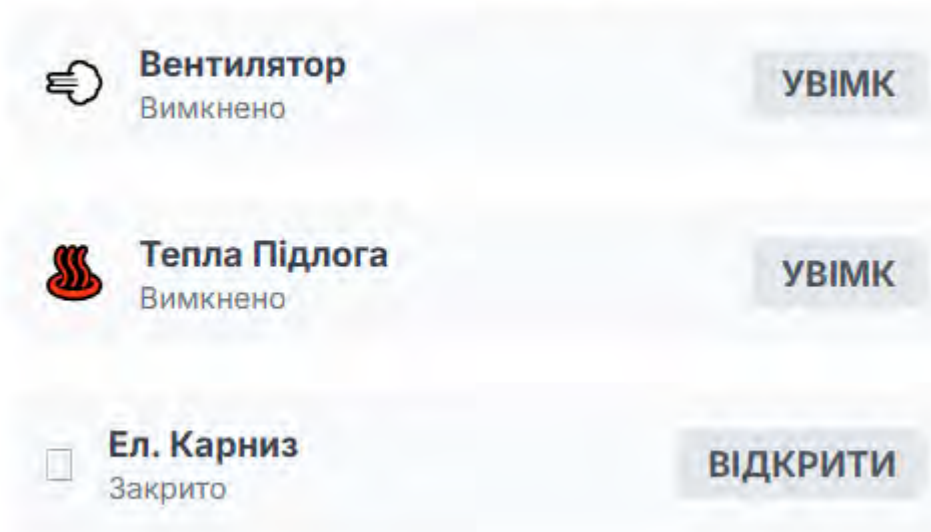 Вентилятор
Вимкнено
УВІМК
Тепла Підлога
Вимкнено
УВІМК
Ел. Карниз
Закрито
ВІДКРИТИ